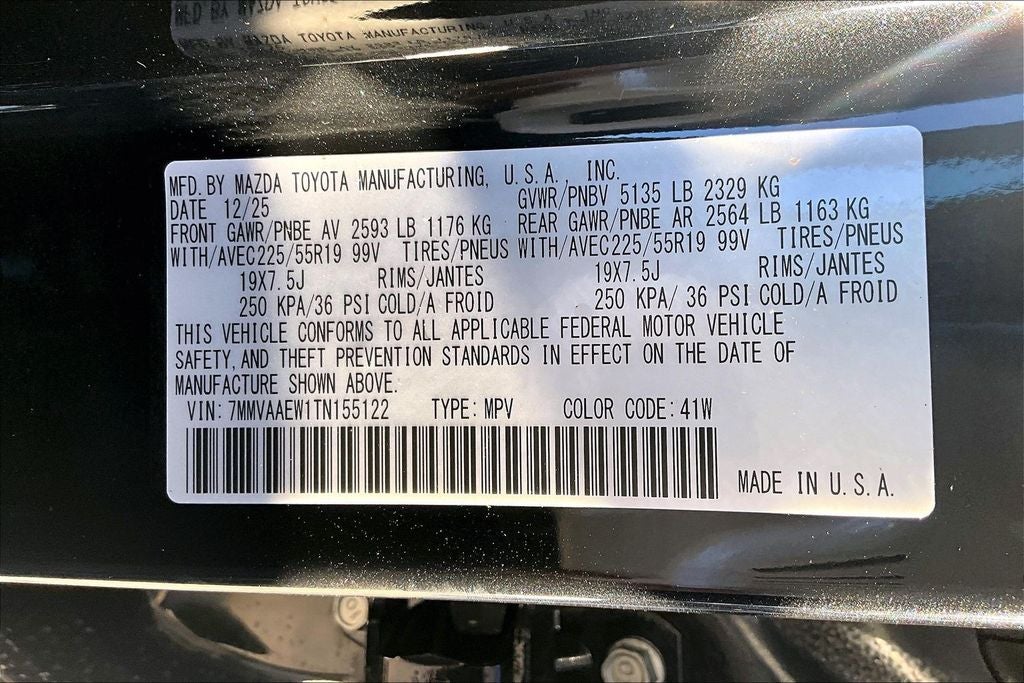 MAZDA TOYOTA MANUFACTURING,
MFD. BY MAZDA TOYOTA MANUFACTURING, U.S.A., INC.
DATE 12/25 GVWR/PNBV 5135 LB 2329 KG
FRONT GAWR/PNBE AV 2593 LB 1176 KG REAR GAWR/PNBE AR 2564 LB 1163 KG
WITH/AVEC225/55R19 99V TIRES/PNEUS WITH/AVEC225/55R19 99V TIRES/PNEUS
19X7.5J RIMS/JANTES 19X7.5J RIMS/JANTES
250 KPA/36 PSI COLD/A FROID 250 KPA/ 36 PSI COLD/A FROID
THIS VEHICLE CONFORMS TO ALL APPLICABLE FEDERAL MOTOR VEHICLE
SAFETY, AND THEFT PREVENTION STANDARDS IN EFFECT ON THE DATE OF
MANUFACTURE SHOWN ABOVE.
VIN: 7MMVAAEW1TN155122 TYPE: MPV COLOR CODE: 41W
MADE IN U.S.A.